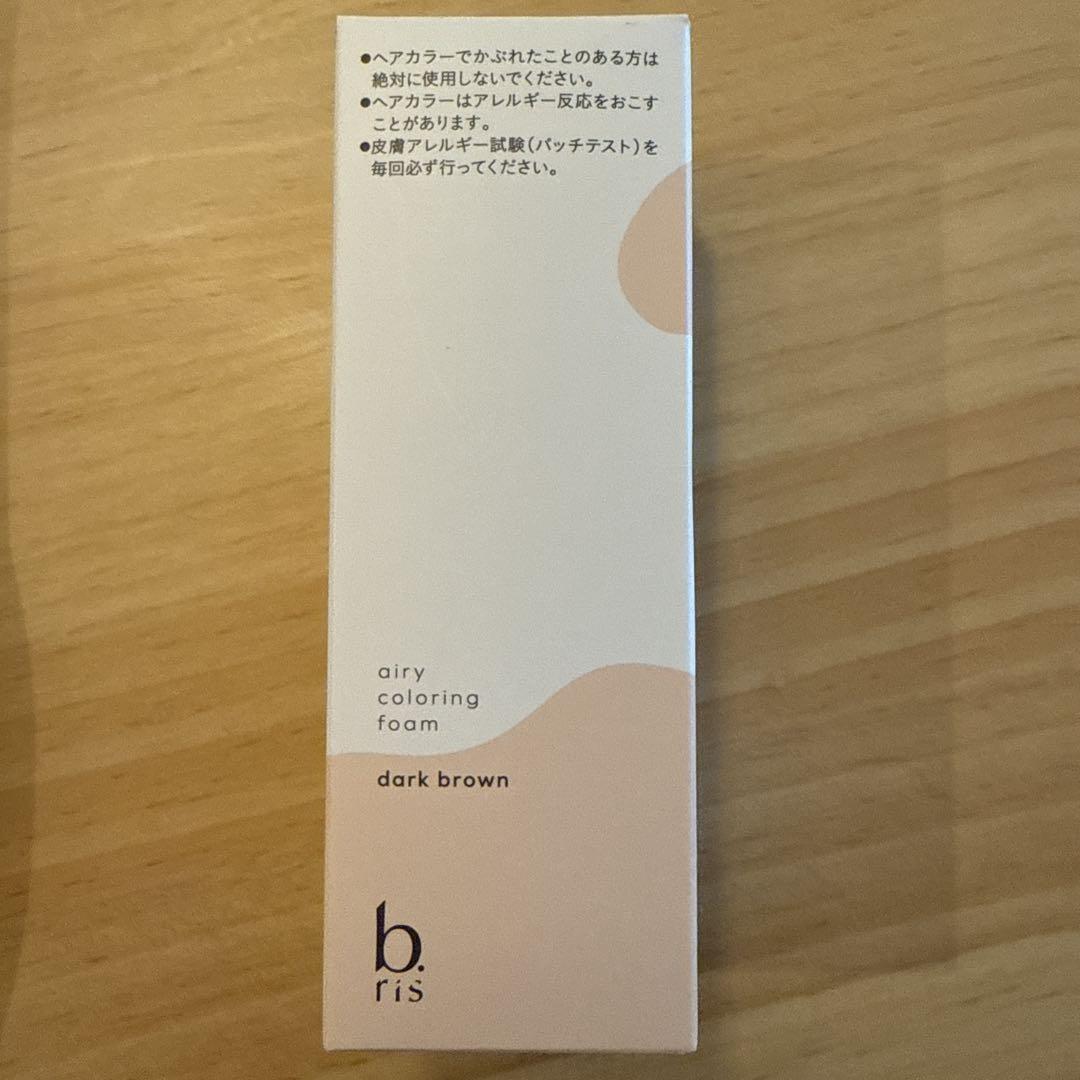 ●ヘアカラーでかぶれたことのある方は
絶対に使用しないでください。
●ヘアカラーはアレルギー反応をおこす
ことがあります。
●皮膚アレルギー試験(パッチテスト)を
毎回必ず行ってください。
airy
coloring
foam
dark brown
b.
ris